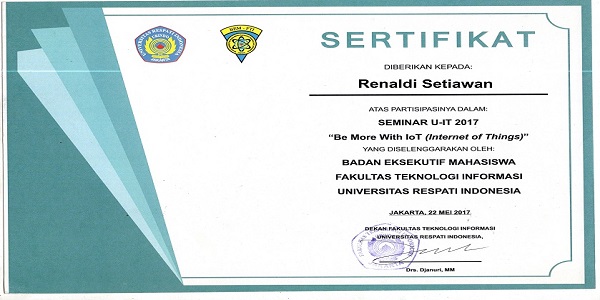 BEM - FTI
SERTIFIKAT
DIBERIKAN KEPADA:
Renaldi Setiawan
ATAS PARTISIPASINYA DALAM:
SEMINAR U-IT 2017
“Be More With IoT (Internet of Things)”
YANG DISELENGGARAKAN OLEH:
BADAN EKSEKUTIF MAHASISWA
FAKULTAS TEKNOLOGI INFORMASI
UNIVERSITAS RESPATI INDONESIA
JAKARTA, 22 MEI 2017
DEKAN FAKULTAS TEKNOLOGI INFORMASI
UNIVERSITAS RESPATI INDONESIA,
Drs. Djanuri, MM